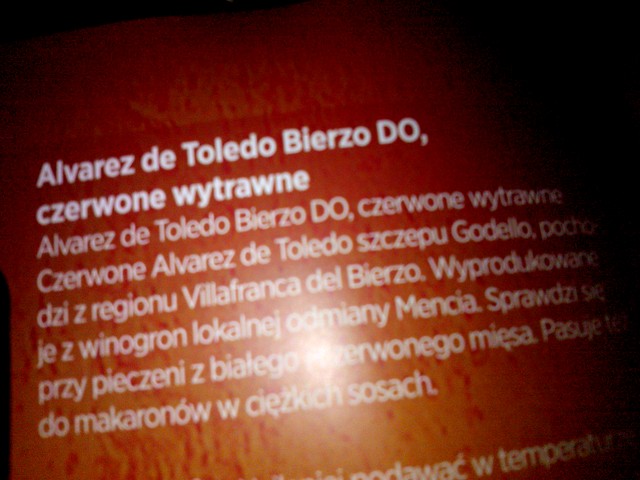 Alvarez de Toledo Bierzo DO,
czerwone wytrawne
Alvarez de Toledo Bierzo DO, czerwone wytrawne
Czerwone Alvarez de Toledo szczepu Godello, pocho-
dzi z regionu Villafranca del Bierzo. Wyprodukowane
je z winogron lokalnej odmiany Mencia. Sprawdzi się
przy pieczeni z białego czerwonego mięsa. Pasuje też
do makaronów w ciężkich sosach.
podawać w temperaturze